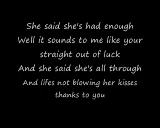 She said she's had enough
Well it sounds to me like your
straight out of luck
And she said she's all through
And lifes not blowing her kisses
thanks to you